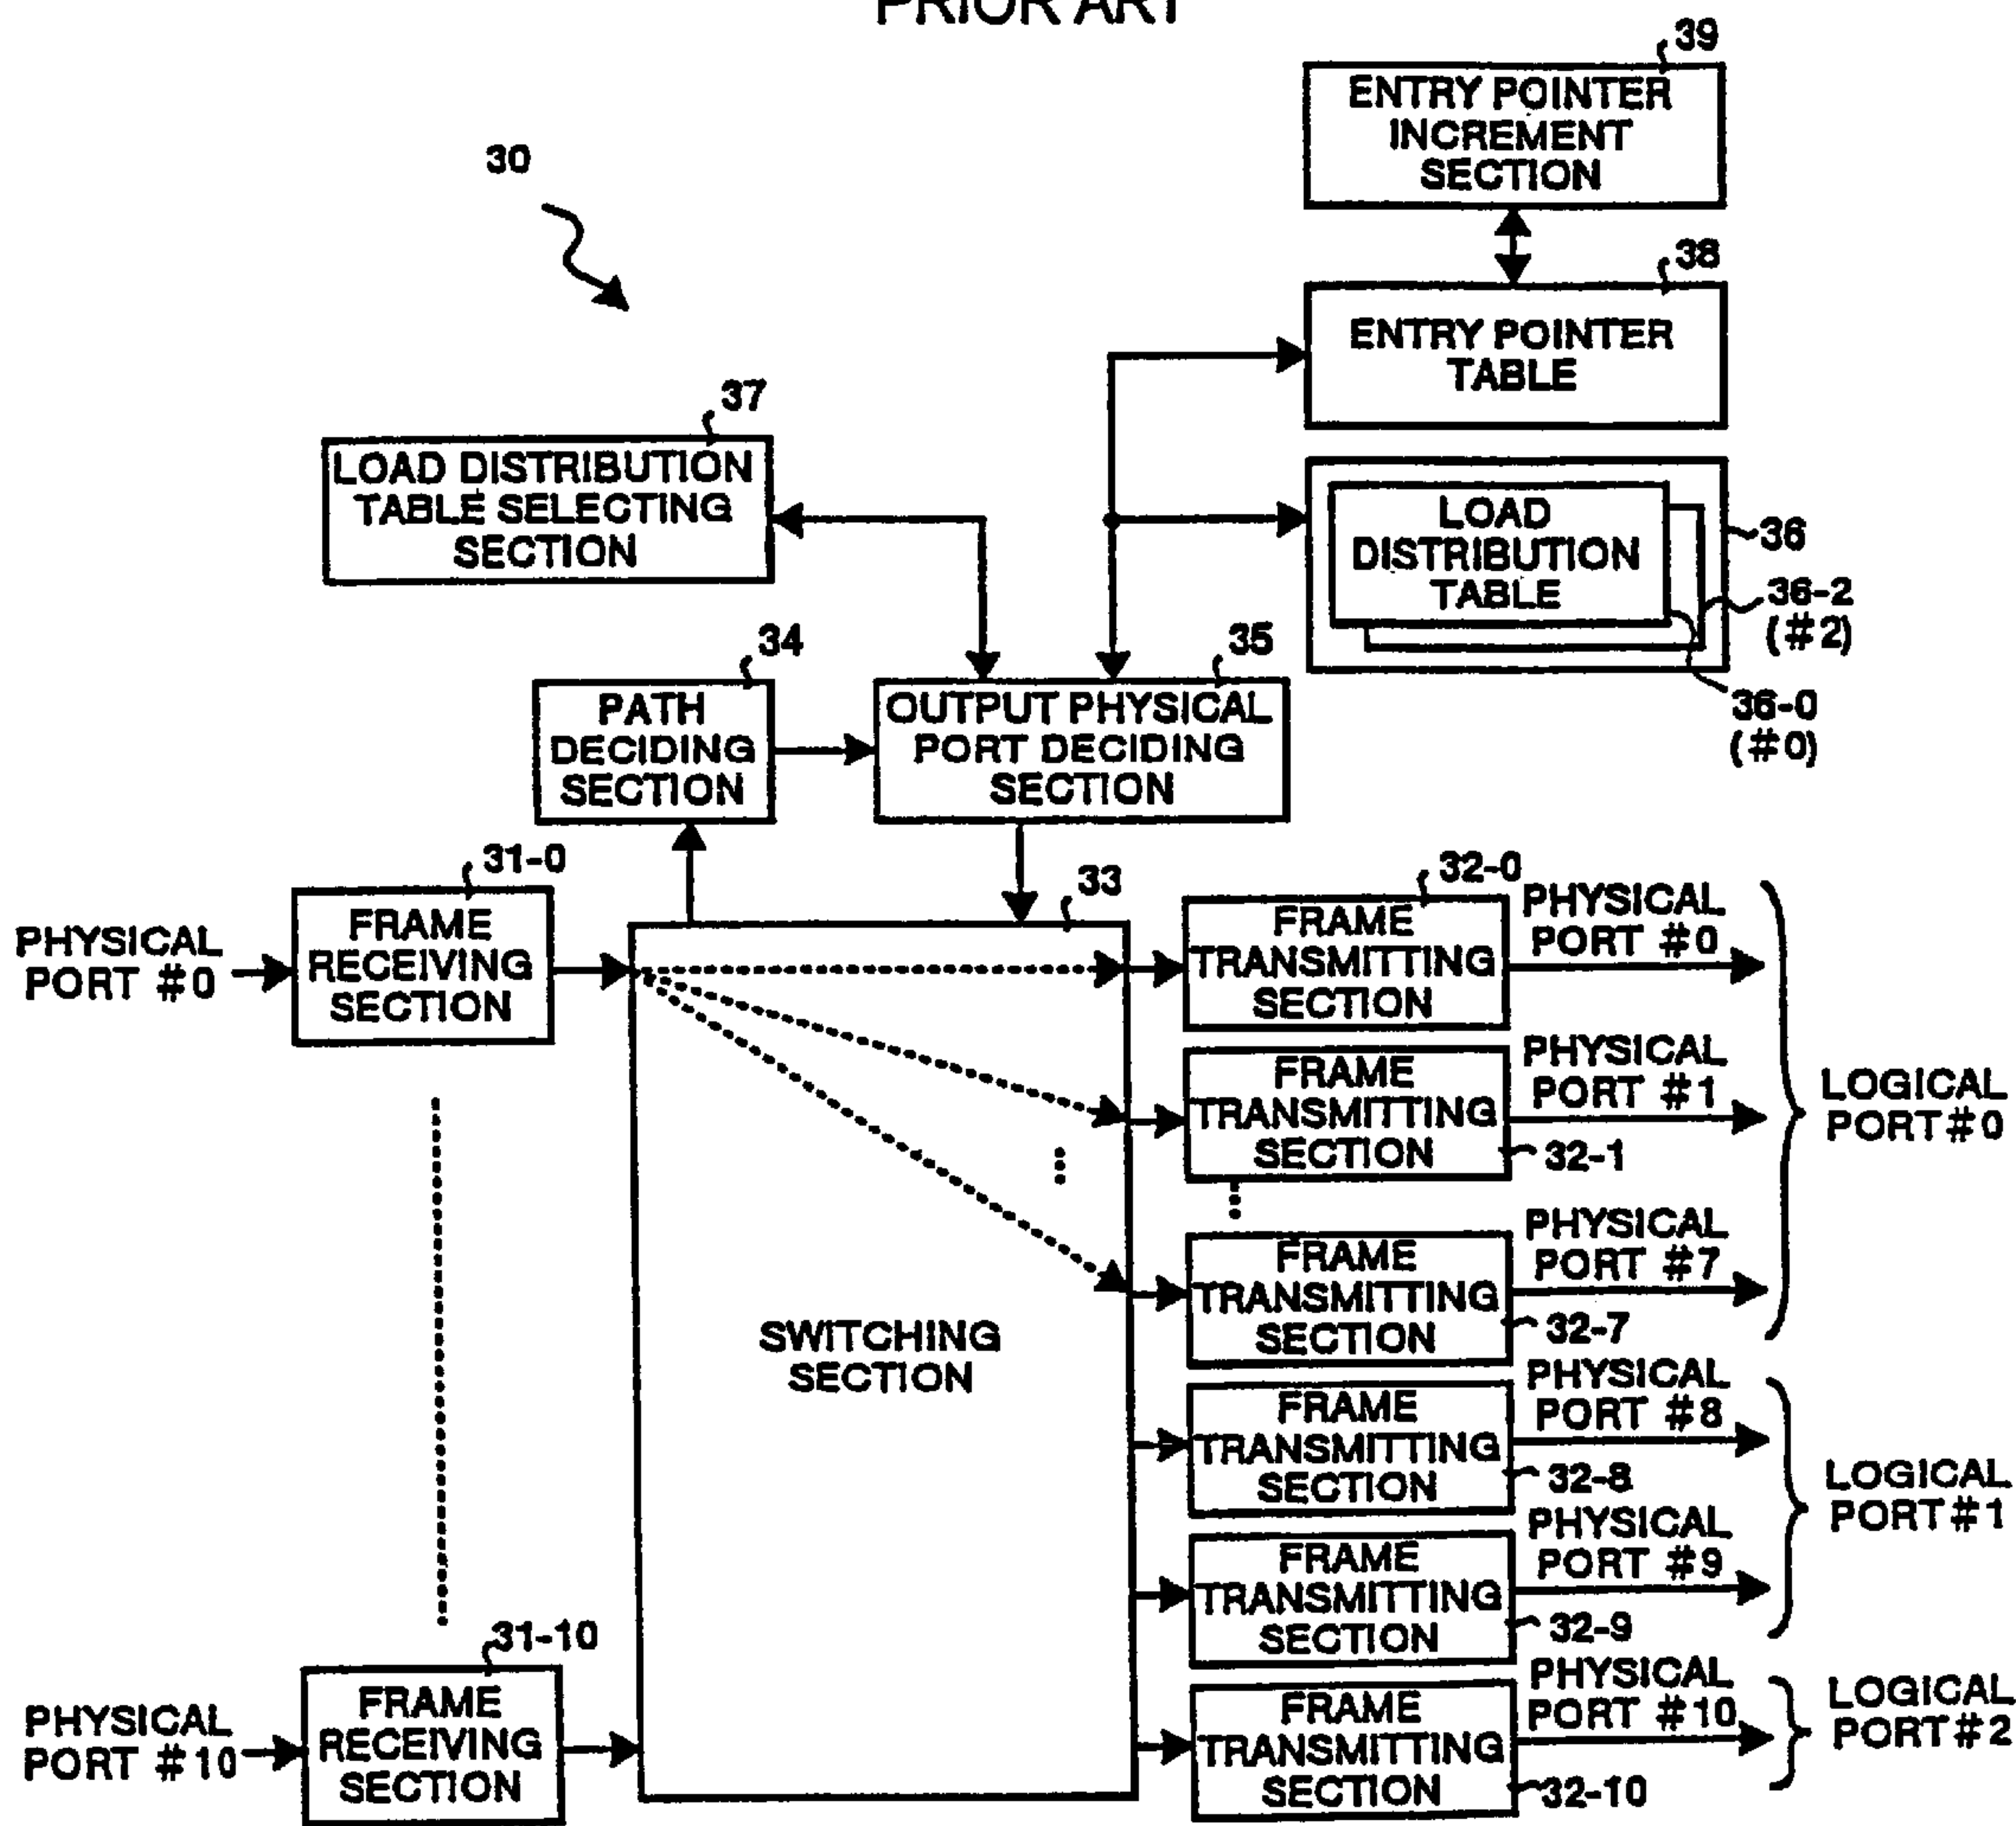 PRIOR ART
39
ENTRY POINTER
INCREMENT
SECTION
30
38
ENTRY POINTER
TABLE
37
LOAD DISTRIBUTION
TABLE SELECTING
SECTION
LOAD
DISTRIBUTION
TABLE
36
36-2
(#2)
36-0
(#0)
34
PATH
DECIDING
SECTION
35
OUTPUT PHYSICAL
PORT DECIDING
SECTION
31-0
FRAME
RECEIVING
SECTION
PHYSICAL
PORT #0
33
SWITCHING
SECTION
32-0
FRAME
TRANSMITTING
SECTION
PHYSICAL
PORT #0
FRAME
TRANSMITTING
SECTION
32-1
PHYSICAL
PORT #1
LOGICAL
PORT #0
FRAME
TRANSMITTING
SECTION
32-7
PHYSICAL
PORT #7
FRAME
TRANSMITTING
SECTION
32-8
PHYSICAL
PORT #8
LOGICAL
PORT #1
FRAME
TRANSMITTING
SECTION
32-9
PHYSICAL
PORT #9
31-10
FRAME
RECEIVING
SECTION
PHYSICAL
PORT #10
FRAME
TRANSMITTING
SECTION
32-10
PHYSICAL
PORT #10
LOGICAL
PORT #2